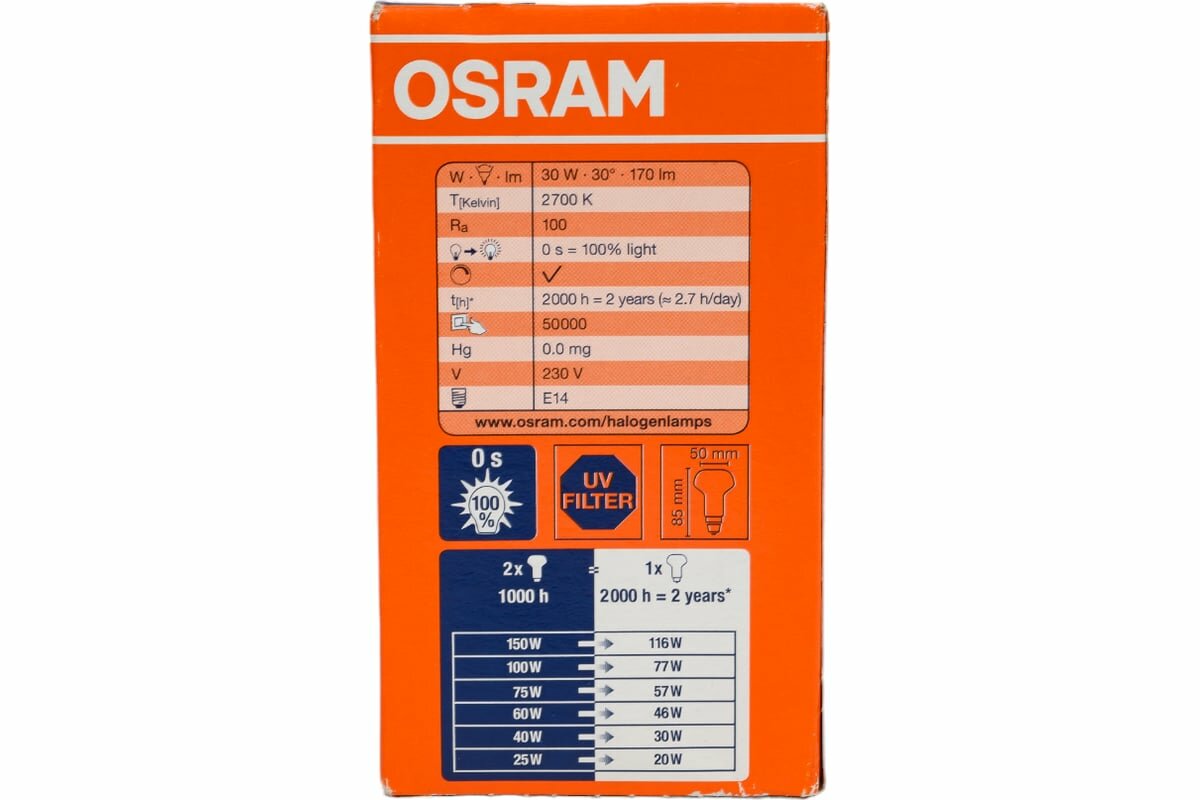 OSRAM
W · · lm 30 W · 30° · 170 lm
T[Kelvin] 2700 K
Ra 100
0 s = 100% light
✓
t[h]* 2000 h = 2 years (≈ 2.7 h/day)
50000
Hg 0.0 mg
V 230 V
E14
www.osram.com/halogenlamps
0 s
100
%
UV
FILTER
50 mm
85 mm
2x = 1x
1000 h 2000 h = 2 years*
150W 116W
100W 77W
75W 57W
60W 46W
40W 30W
25W 20W